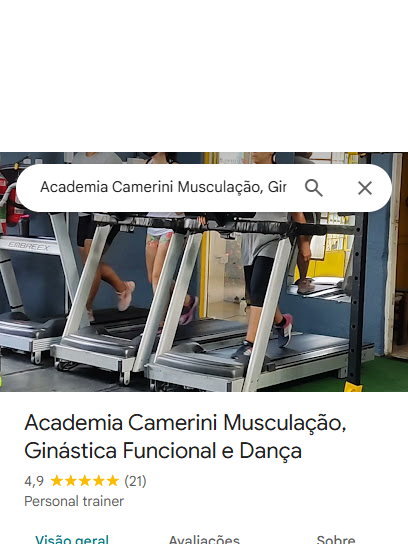 Academia Camerini Musculação, Gin
EMBREEX
Academia Camerini Musculação,
Ginástica Funcional e Dança
4,9 (21)
Personal trainer
Visão geral Avaliações Sobre